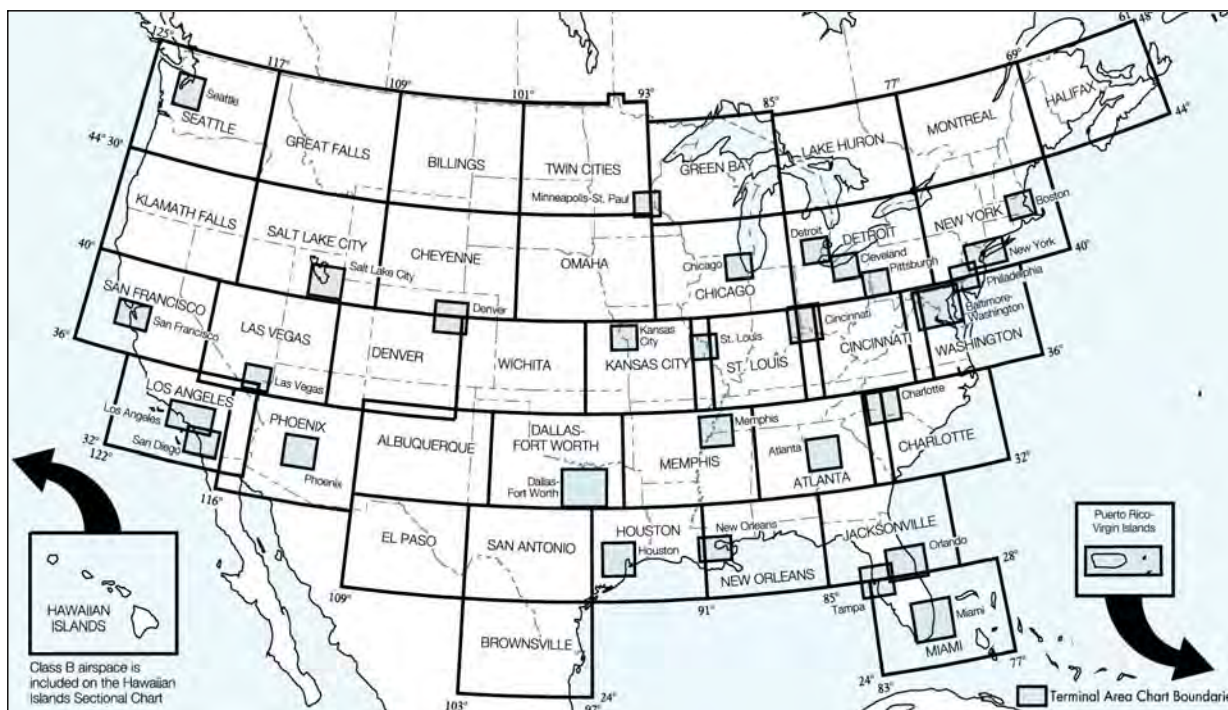 125°
117°
109°
101°
93°
85°
77°
69°
61°
48°
Seattle
SEATTLE
GREAT FALLS
BILLINGS
TWIN CITIES
GREEN BAY
LAKE HURON
MONTREAL
HALIFAX
44°
44° 30'
Minneapolis-St. Paul
KLAMATH FALLS
SALT LAKE CITY
Salt Lake City
CHEYENNE
OMAHA
Chicago
CHICAGO
Detroit
DETROIT
Cleveland
Pittsburgh
NEW YORK
Boston
New York
Philadelphia
Baltimore-
Washington
40°
40°
SAN FRANCISCO
San Francisco
LAS VEGAS
Las Vegas
Denver
DENVER
WICHITA
Kansas
City
KANSAS CITY
St. Louis
ST. LOUIS
Cincinnati
CINCINNATI
WASHINGTON
36°
36°
LOS ANGELES
Los Angeles
San Diego
PHOENIX
Phoenix
ALBUQUERQUE
DALLAS-
FORT WORTH
Dallas-
Fort Worth
Memphis
MEMPHIS
Atlanta
ATLANTA
Charlotte
CHARLOTTE
32°
122°
32°
116°
EL PASO
SAN ANTONIO
HOUSTON
Houston
New Orleans
NEW ORLEANS
JACKSONVILLE
Orlando
28°
109°
91°
85°
Tampa
Miami
MIAMI
77°
24°
83°
BROWNSVILLE
103°
24°
97°
HAWAIIAN
ISLANDS
Class B airspace is
included on the Hawaiian
Islands Sectional Chart
Puerto Rico-
Virgin Islands
Terminal Area Chart Boundarie